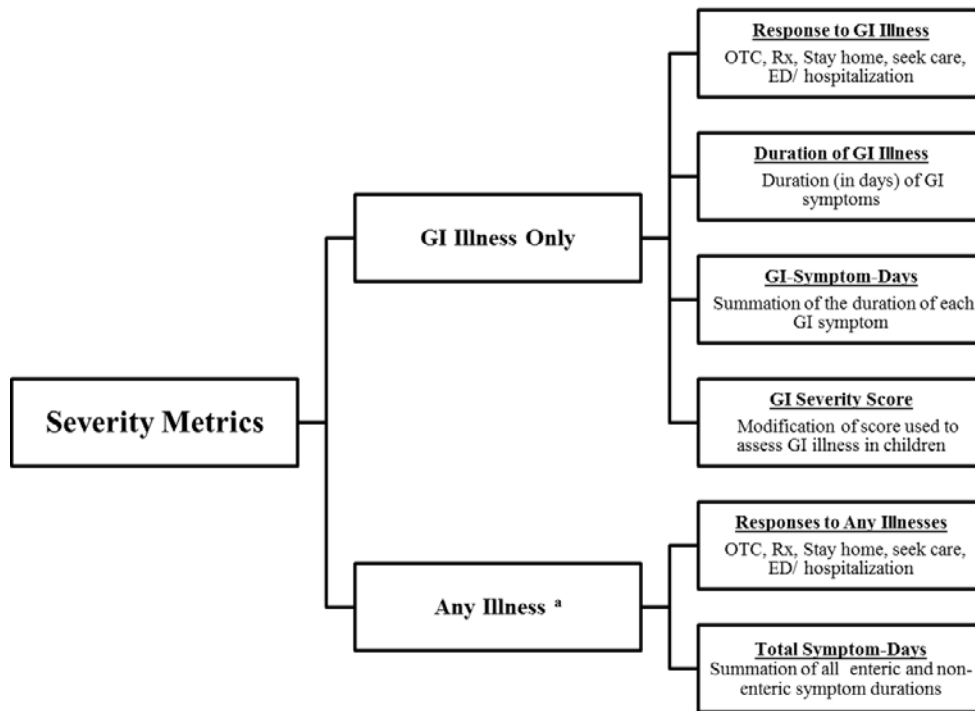 Severity Metrics
GI Illness Only
Response to GI Illness
OTC, Rx, Stay home, seek care,
ED/ hospitalization
Duration of GI Illness
Duration (in days) of GI
symptoms
GI-Symptom-Days
Summation of the duration of each
GI symptom
GI Severity Score
Modification of score used to
assess GI illness in children
Any Illness ª
Responses to Any Illnesses
OTC, Rx, Stay home, seek care,
ED/ hospitalization
Total Symptom-Days
Summation of all enteric and non-
enteric symptom durations